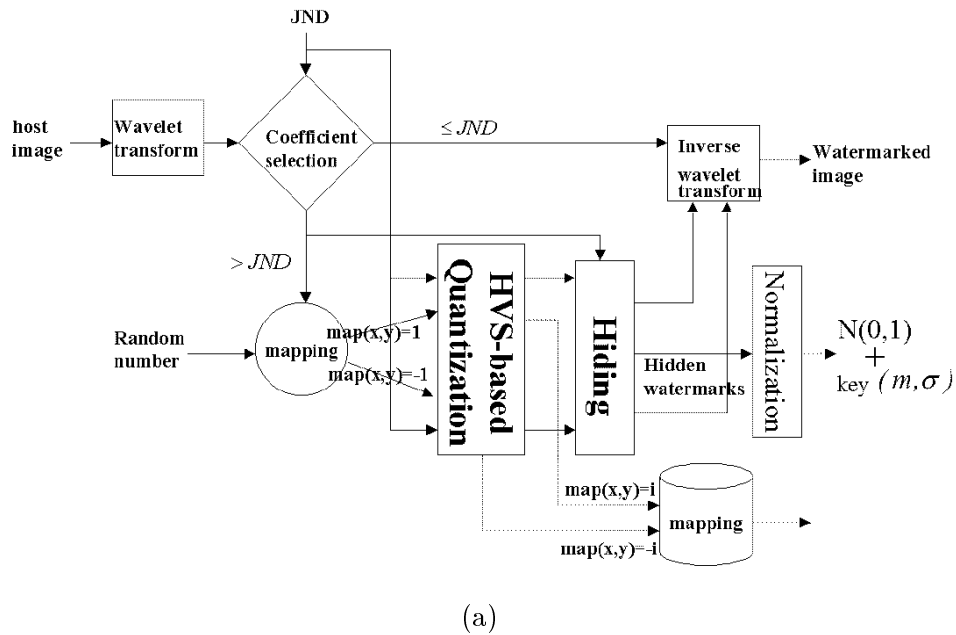 JND
host
image
Wavelet
transform
Coefficient
selection
≤ JND
Inverse
wavelet
transform
Watermarked
image
> JND
Random
number
mapping
map(x,y)=1
map(x,y)=-1
HVS-based
Quantization
Hiding
Hidden
watermarks
Normalization
N(0,1)
+
key (m,σ)
map(x,y)=i
map(x,y)=-i
mapping
(a)